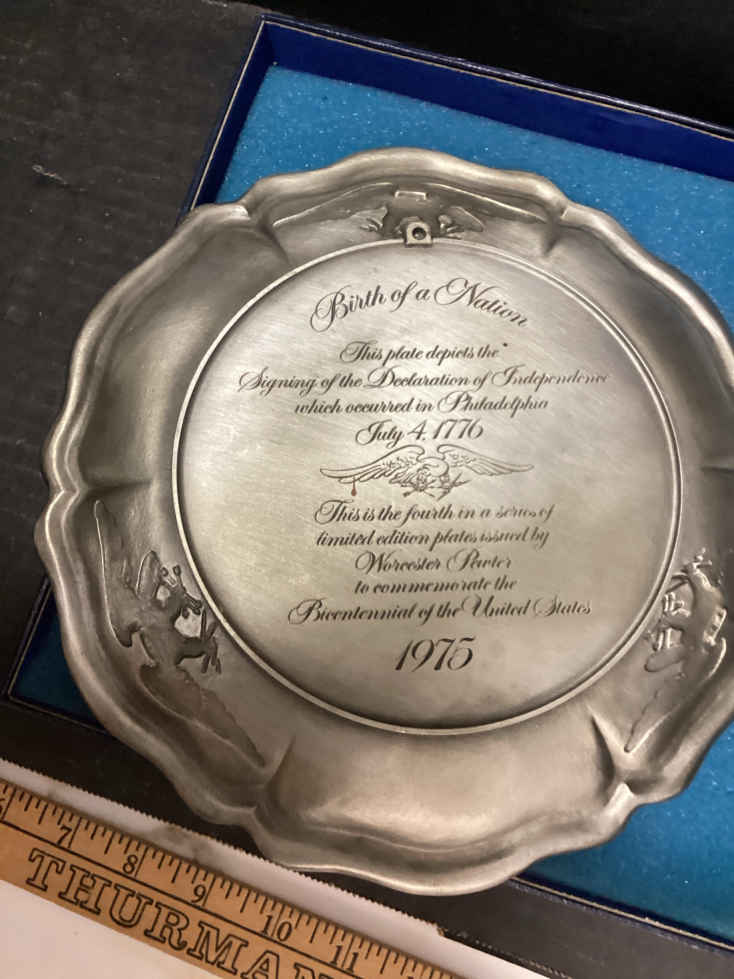 Birth of a Nation
This plate depicts the
Signing of the Declaration of Independence
which occurred in Philadelphia
July 4, 1776
This is the fourth in a series of
limited edition plates issued by
Worcester Pewter
to commemorate the
Bicentennial of the United States
1975
7 8 9 10 11
THURMAN